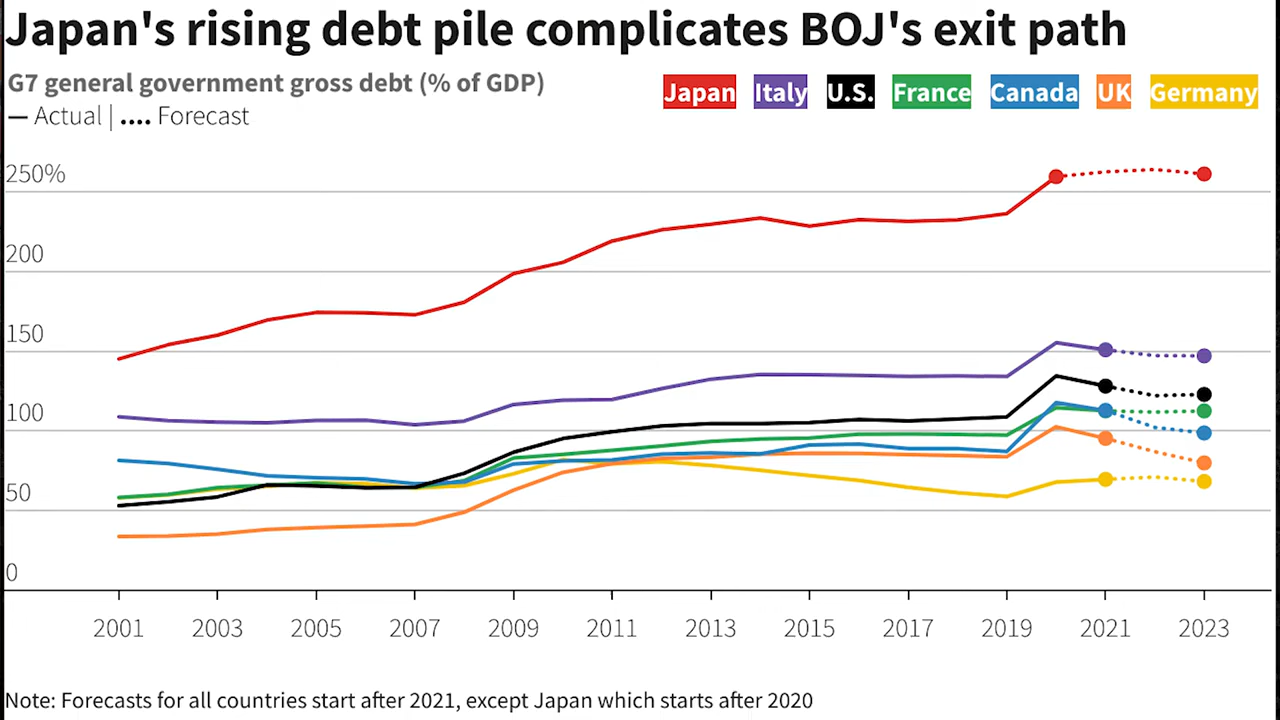 Japan's rising debt pile complicates BOJ's exit path
G7 general government gross debt (% of GDP)
Japan Italy U.S. France Canada UK Germany
— Actual | •••• Forecast
250%
200
150
100
50
0
2001 2003 2005 2007 2009 2011 2013 2015 2017 2019 2021 2023
Note: Forecasts for all countries start after 2021, except Japan which starts after 2020